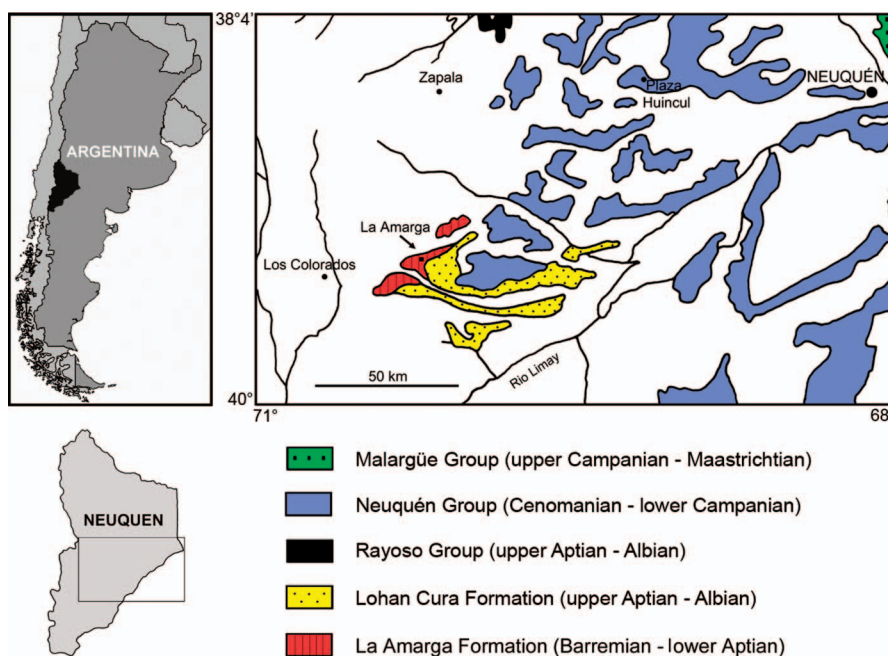 ARGENTINA
38°4'
Zapala
Plaza
Huincul
NEUQUÉN
La Amarga
Los Colorados
50 km
Rio Limay
40°
71°
68°
NEUQUEN
Malargüe Group (upper Campanian - Maastrichtian)
Neuquén Group (Cenomanian - lower Campanian)
Rayoso Group (upper Aptian - Albian)
Lohan Cura Formation (upper Aptian - Albian)
La Amarga Formation (Barremian - lower Aptian)